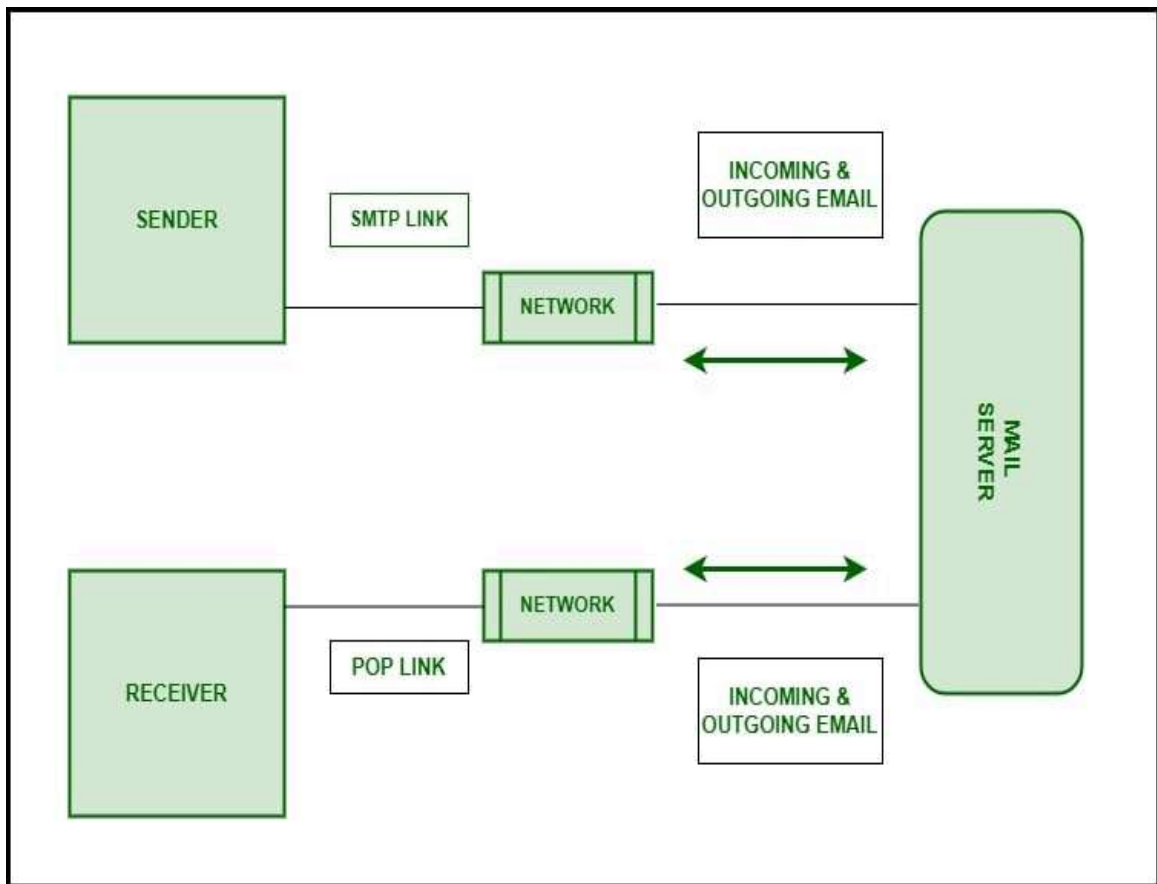 SENDER
SMTP LINK
NETWORK
INCOMING &
OUTGOING EMAIL
MAIL
SERVER
NETWORK
RECEIVER
POP LINK
INCOMING &
OUTGOING EMAIL